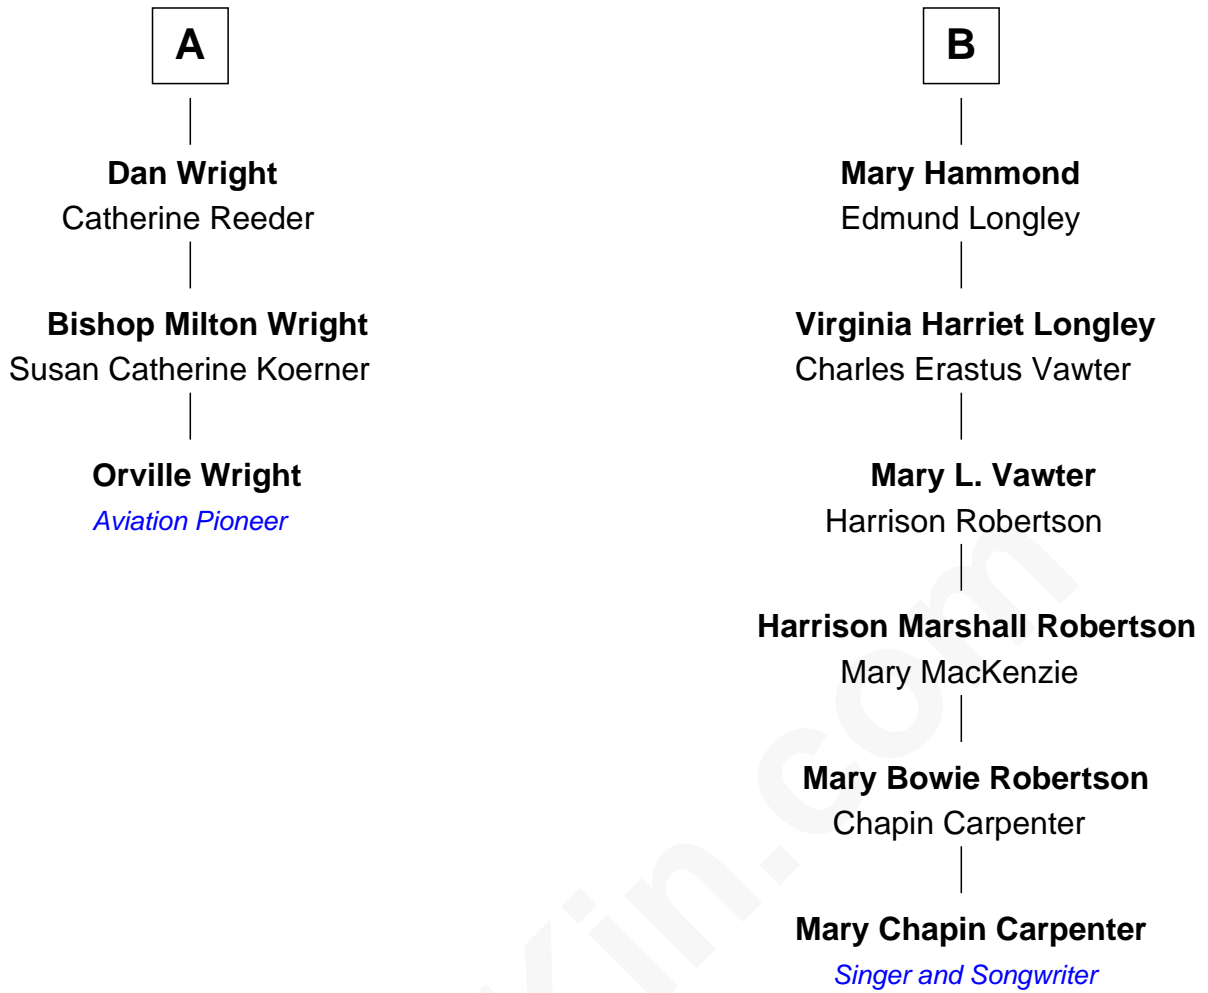 A
Dan Wright
Catherine Reeder
Bishop Milton Wright
Susan Catherine Koerner
Orville Wright
Aviation Pioneer
B
Mary Hammond
Edmund Longley
Virginia Harriet Longley
Charles Erastus Vawter
Mary L. Vawter
Harrison Robertson
Harrison Marshall Robertson
Mary MacKenzie
Mary Bowie Robertson
Chapin Carpenter
Mary Chapin Carpenter
Singer and Songwriter